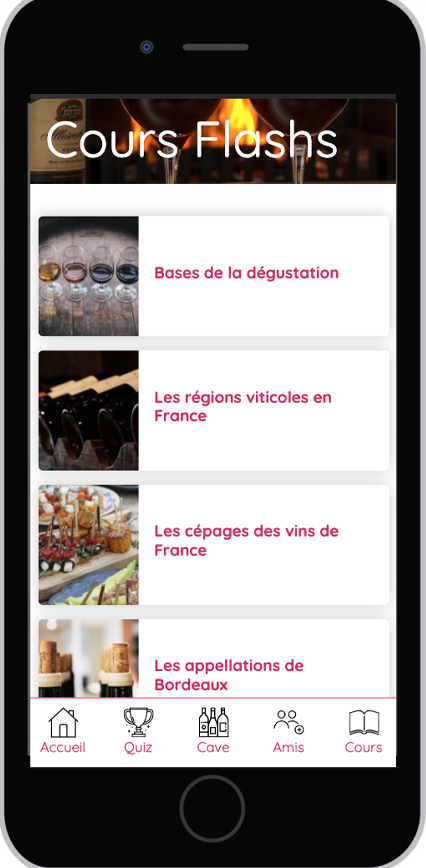 Cours Flashs
Bases de la dégustation
Les régions viticoles en
France
Les cépages des vins de
France
Les appellations de
Bordeaux
Accueil
Quiz
Cave
Amis
Cours